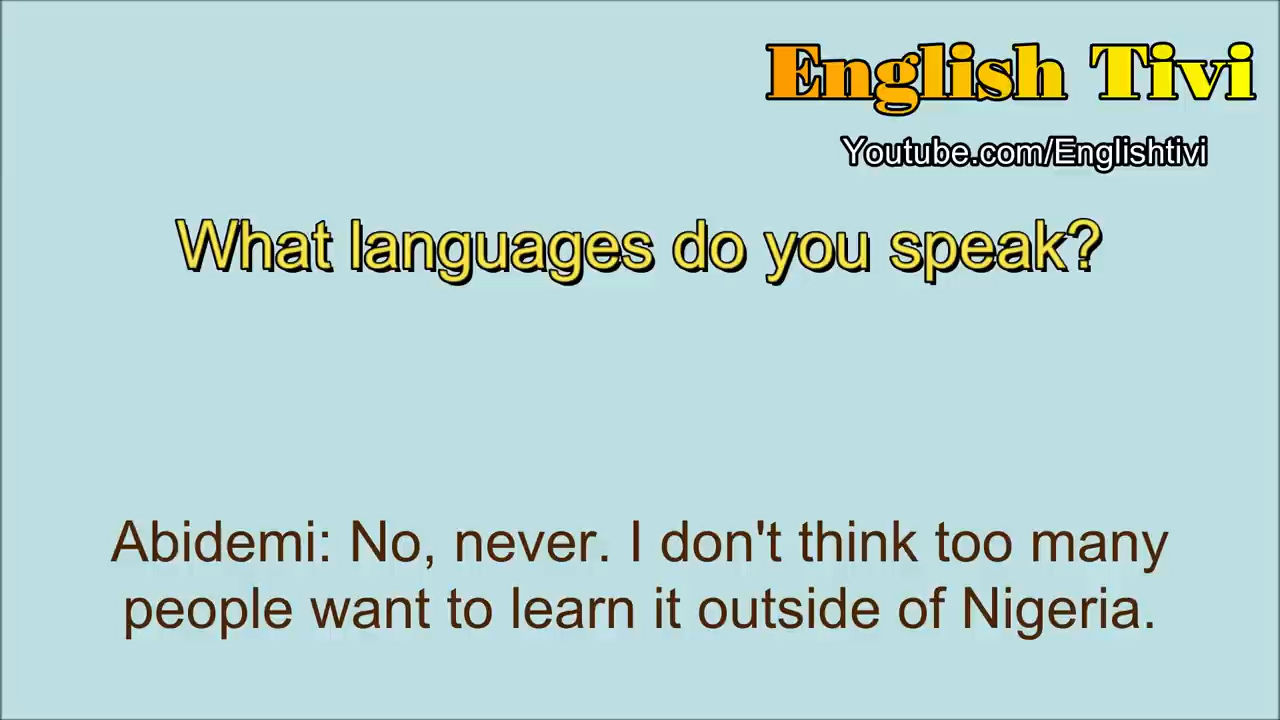 English Tivi
Youtube.com/Englishtivi
What languages do you speak?
Abidemi: No, never. I don't think too many
people want to learn it outside of Nigeria.